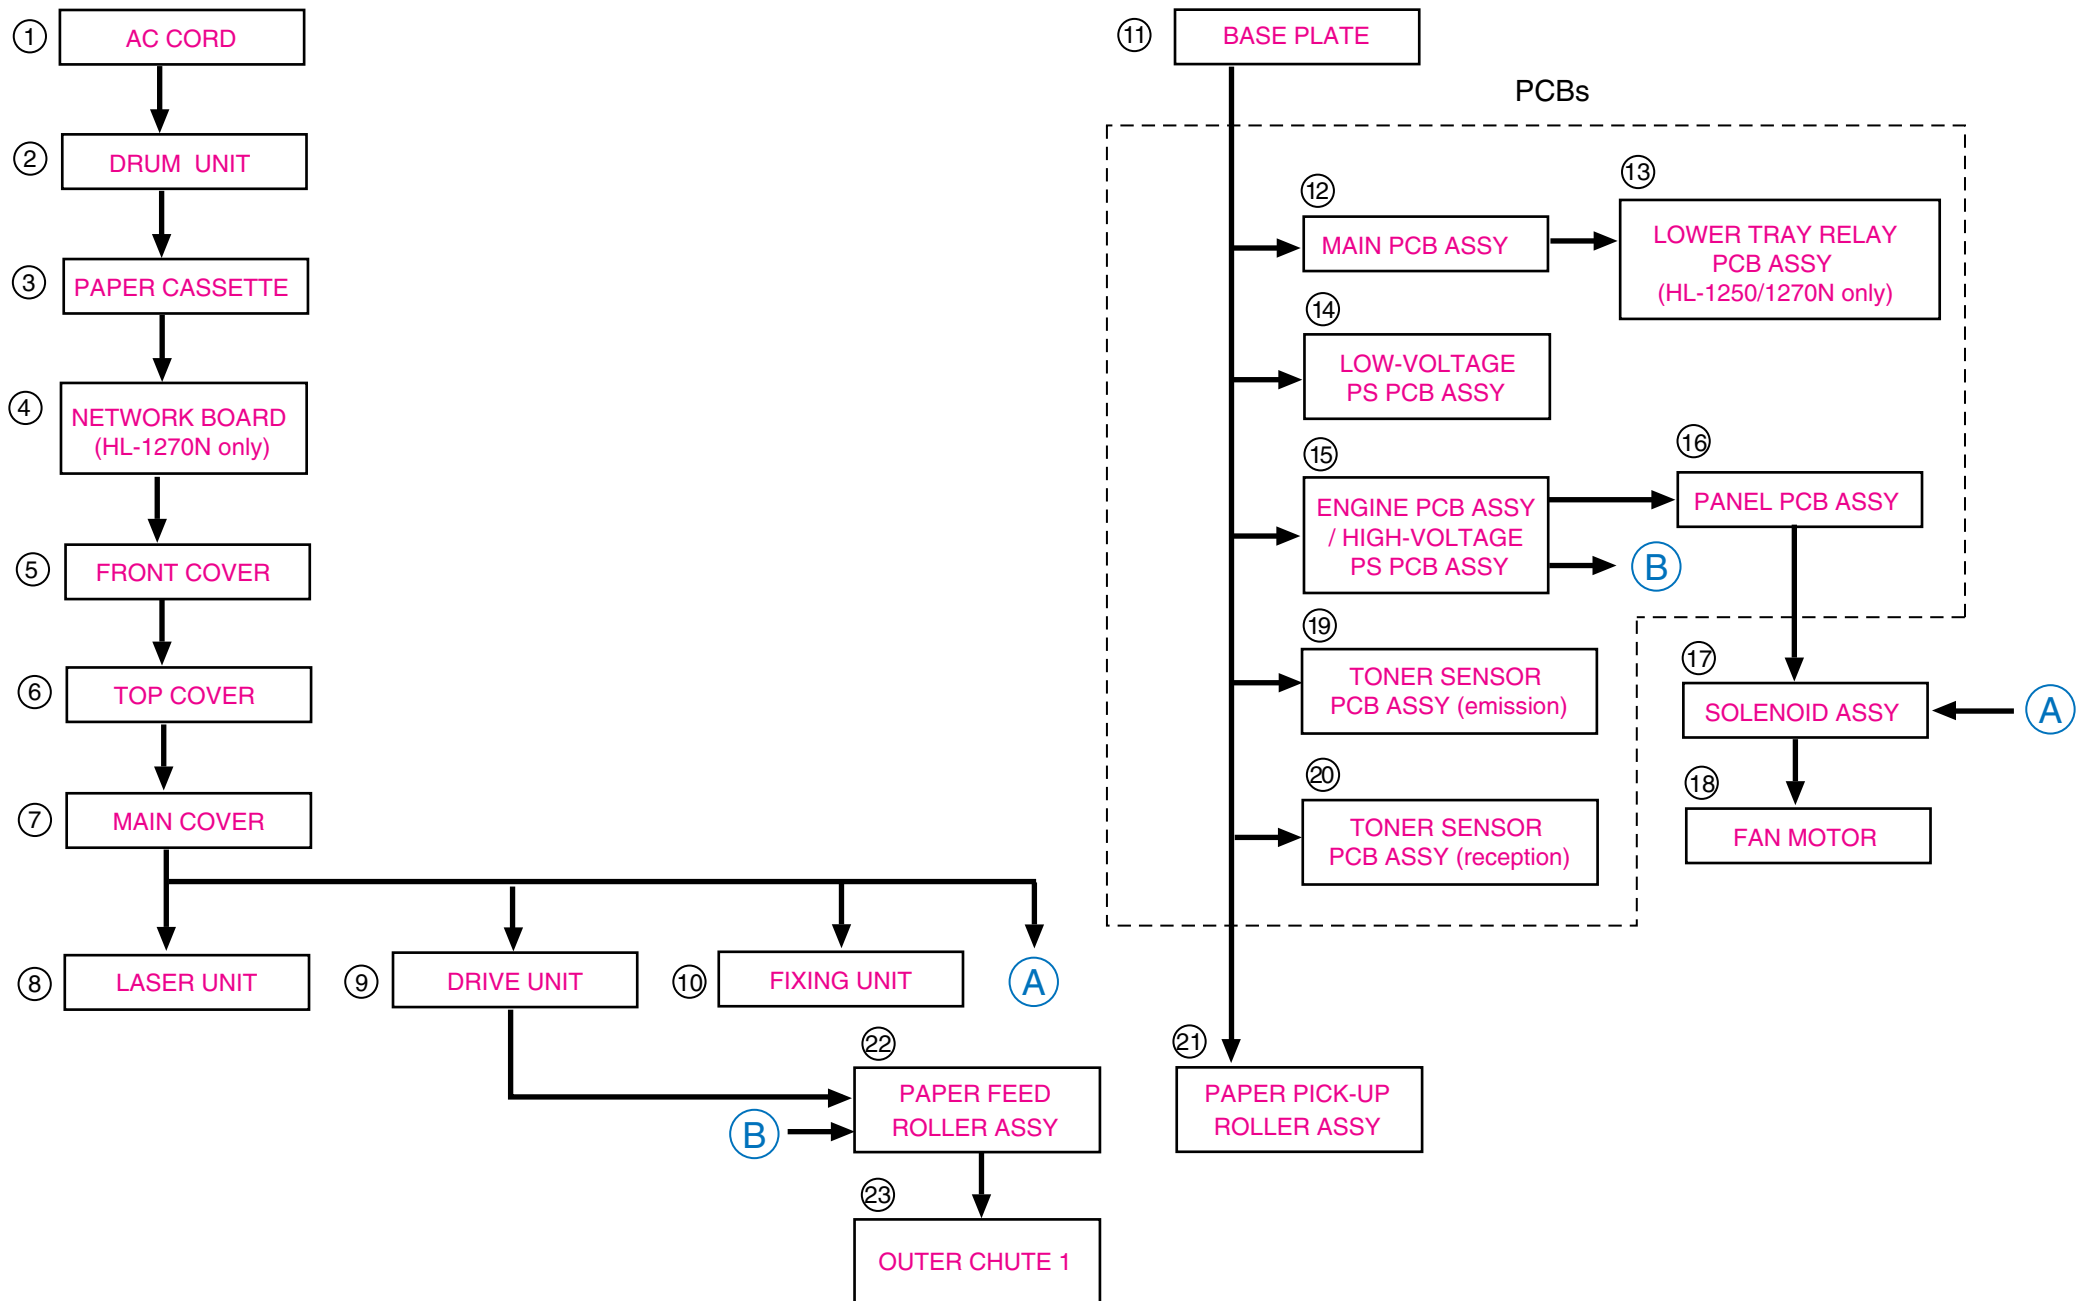 ① AC CORD
② DRUM UNIT
③ PAPER CASSETTE
④ NETWORK BOARD
(HL-1270N only)
⑤ FRONT COVER
⑥ TOP COVER
⑦ MAIN COVER
⑧ LASER UNIT
⑨ DRIVE UNIT
⑩ FIXING UNIT
A
㉒
PAPER FEED
ROLLER ASSY
B
㉓
OUTER CHUTE 1
⑪ BASE PLATE
PCBs
⑫
MAIN PCB ASSY
⑬
LOWER TRAY RELAY
PCB ASSY
(HL-1250/1270N only)
⑭
LOW-VOLTAGE
PS PCB ASSY
⑮
ENGINE PCB ASSY
/ HIGH-VOLTAGE
PS PCB ASSY
⑯
PANEL PCB ASSY
B
⑰
SOLENOID ASSY
A
⑱
FAN MOTOR
⑲
TONER SENSOR
PCB ASSY (emission)
⑳
TONER SENSOR
PCB ASSY (reception)
㉑
PAPER PICK-UP
ROLLER ASSY